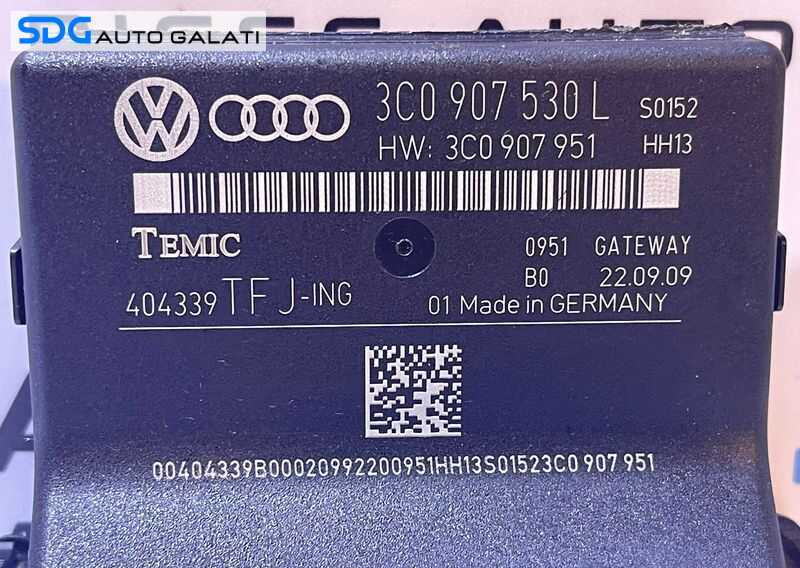 SDG AUTO GALATI
3C0 907 530 L S0152
HW: 3C0 907 951 HH13
TEMIC
0951 GATEWAY
B0 22.09.09
404339 TFJ-ING
01 Made in GERMANY
00404339B00020992200951HH13S01523C0 907 951